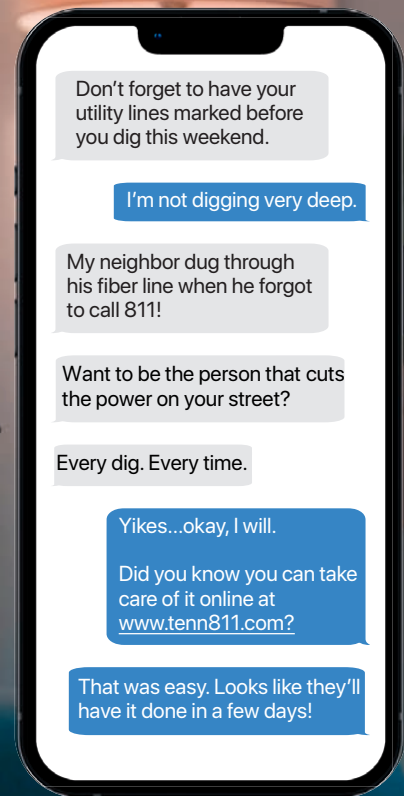 Don't forget to have your
utility lines marked before
you dig this weekend.
I'm not digging very deep.
My neighbor dug through
his fiber line when he forgot
to call 811!
Want to be the person that cuts
the power on your street?
Every dig. Every time.
Yikes...okay, I will.
Did you know you can take
care of it online at
www.tenn811.com?
That was easy. Looks like they'll
have it done in a few days!